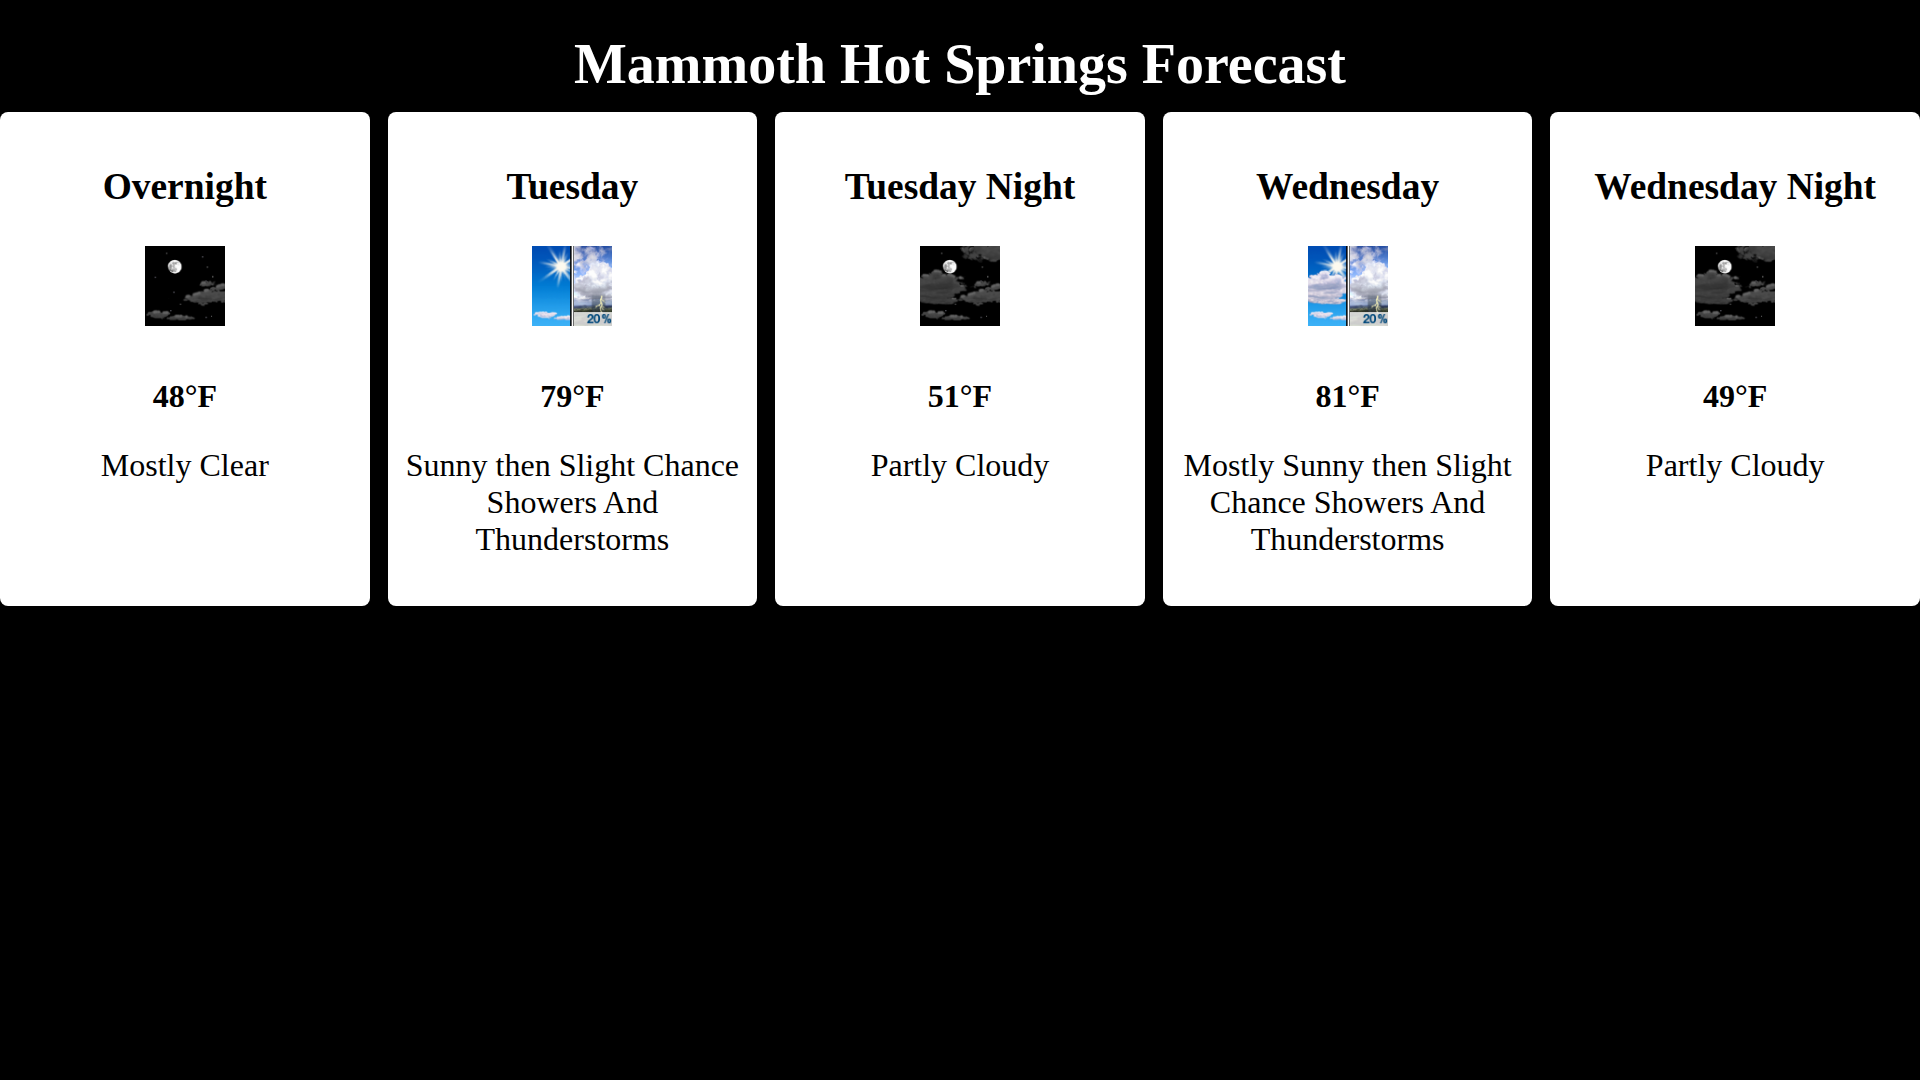 Mammoth Hot Springs Forecast
Overnight
48°F
Mostly Clear
Tuesday
20%
79°F
Sunny then Slight Chance
Showers And
Thunderstorms
Tuesday Night
51°F
Partly Cloudy
Wednesday
20%
81°F
Mostly Sunny then Slight
Chance Showers And
Thunderstorms
Wednesday Night
49°F
Partly Cloudy